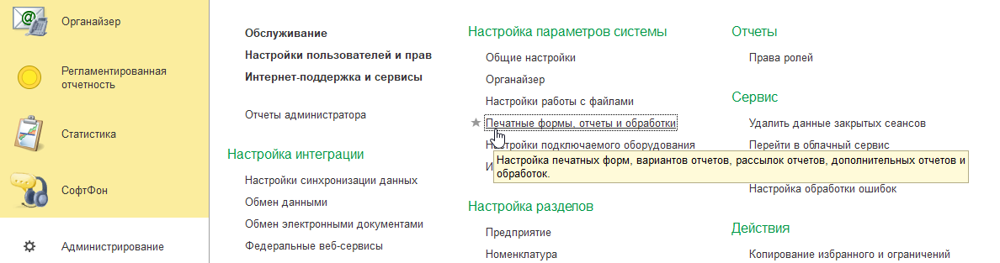 Органайзер
Регламентированная
отчетность
Статистика
СофтФон
Администрирование
Обслуживание
Настройки пользователей и прав
Интернет-поддержка и сервисы
Отчеты администратора
Настройка интеграции
Настройки синхронизации данных
Обмен данными
Обмен электронными документами
Федеральные веб-сервисы
Настройка параметров системы
Общие настройки
Органайзер
Настройки работы с файлами
Печатные формы, отчеты и обработки
Настройки подключаемого оборудования
Настройка печатных форм, вариантов отчетов, рассылок отчетов, дополнительных отчетов и
обработок.
Настройка разделов
Предприятие
Номенклатура
Отчеты
Права ролей
Сервис
Удалить данные закрытых сеансов
Перейти в облачный сервис
Настройка обработки ошибок
Действия
Копирование избранного и ограничений